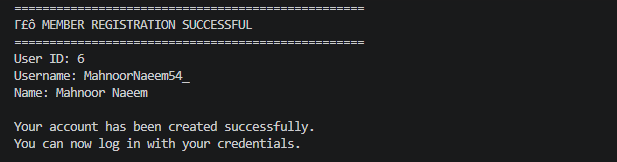 ==================================================
Γ£ô MEMBER REGISTRATION SUCCESSFUL
==================================================
User ID: 6
Username: MahnoorNaeem54_
Name: Mahnoor Naeem
Your account has been created successfully.
You can now log in with your credentials.